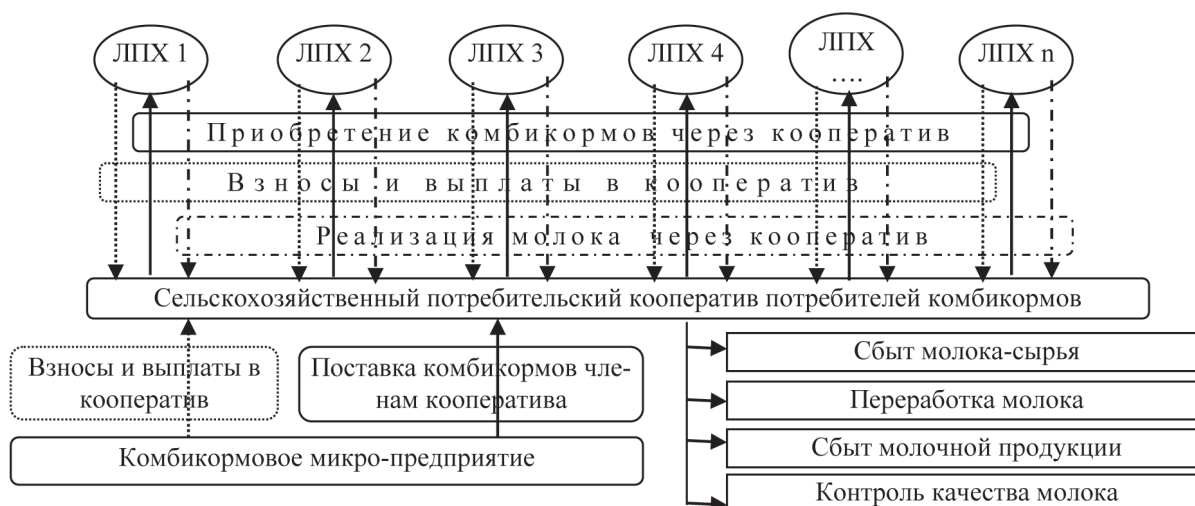 ЛПХ 1
ЛПХ 2
ЛПХ 3
ЛПХ 4
ЛПХ
....
ЛПХ n
Приобретение комбикормов через кооператив
Взносы и выплаты в кооператив
Реализация молока через кооператив
Сельскохозяйственный потребительский кооператив потребителей комбикормов
Взносы и выплаты в
кооператив
Поставка комбикормов чле-
нам кооператива
Комбикормовое микро-предприятие
Сбыт молока-сырья
Переработка молока
Сбыт молочной продукции
Контроль качества молока